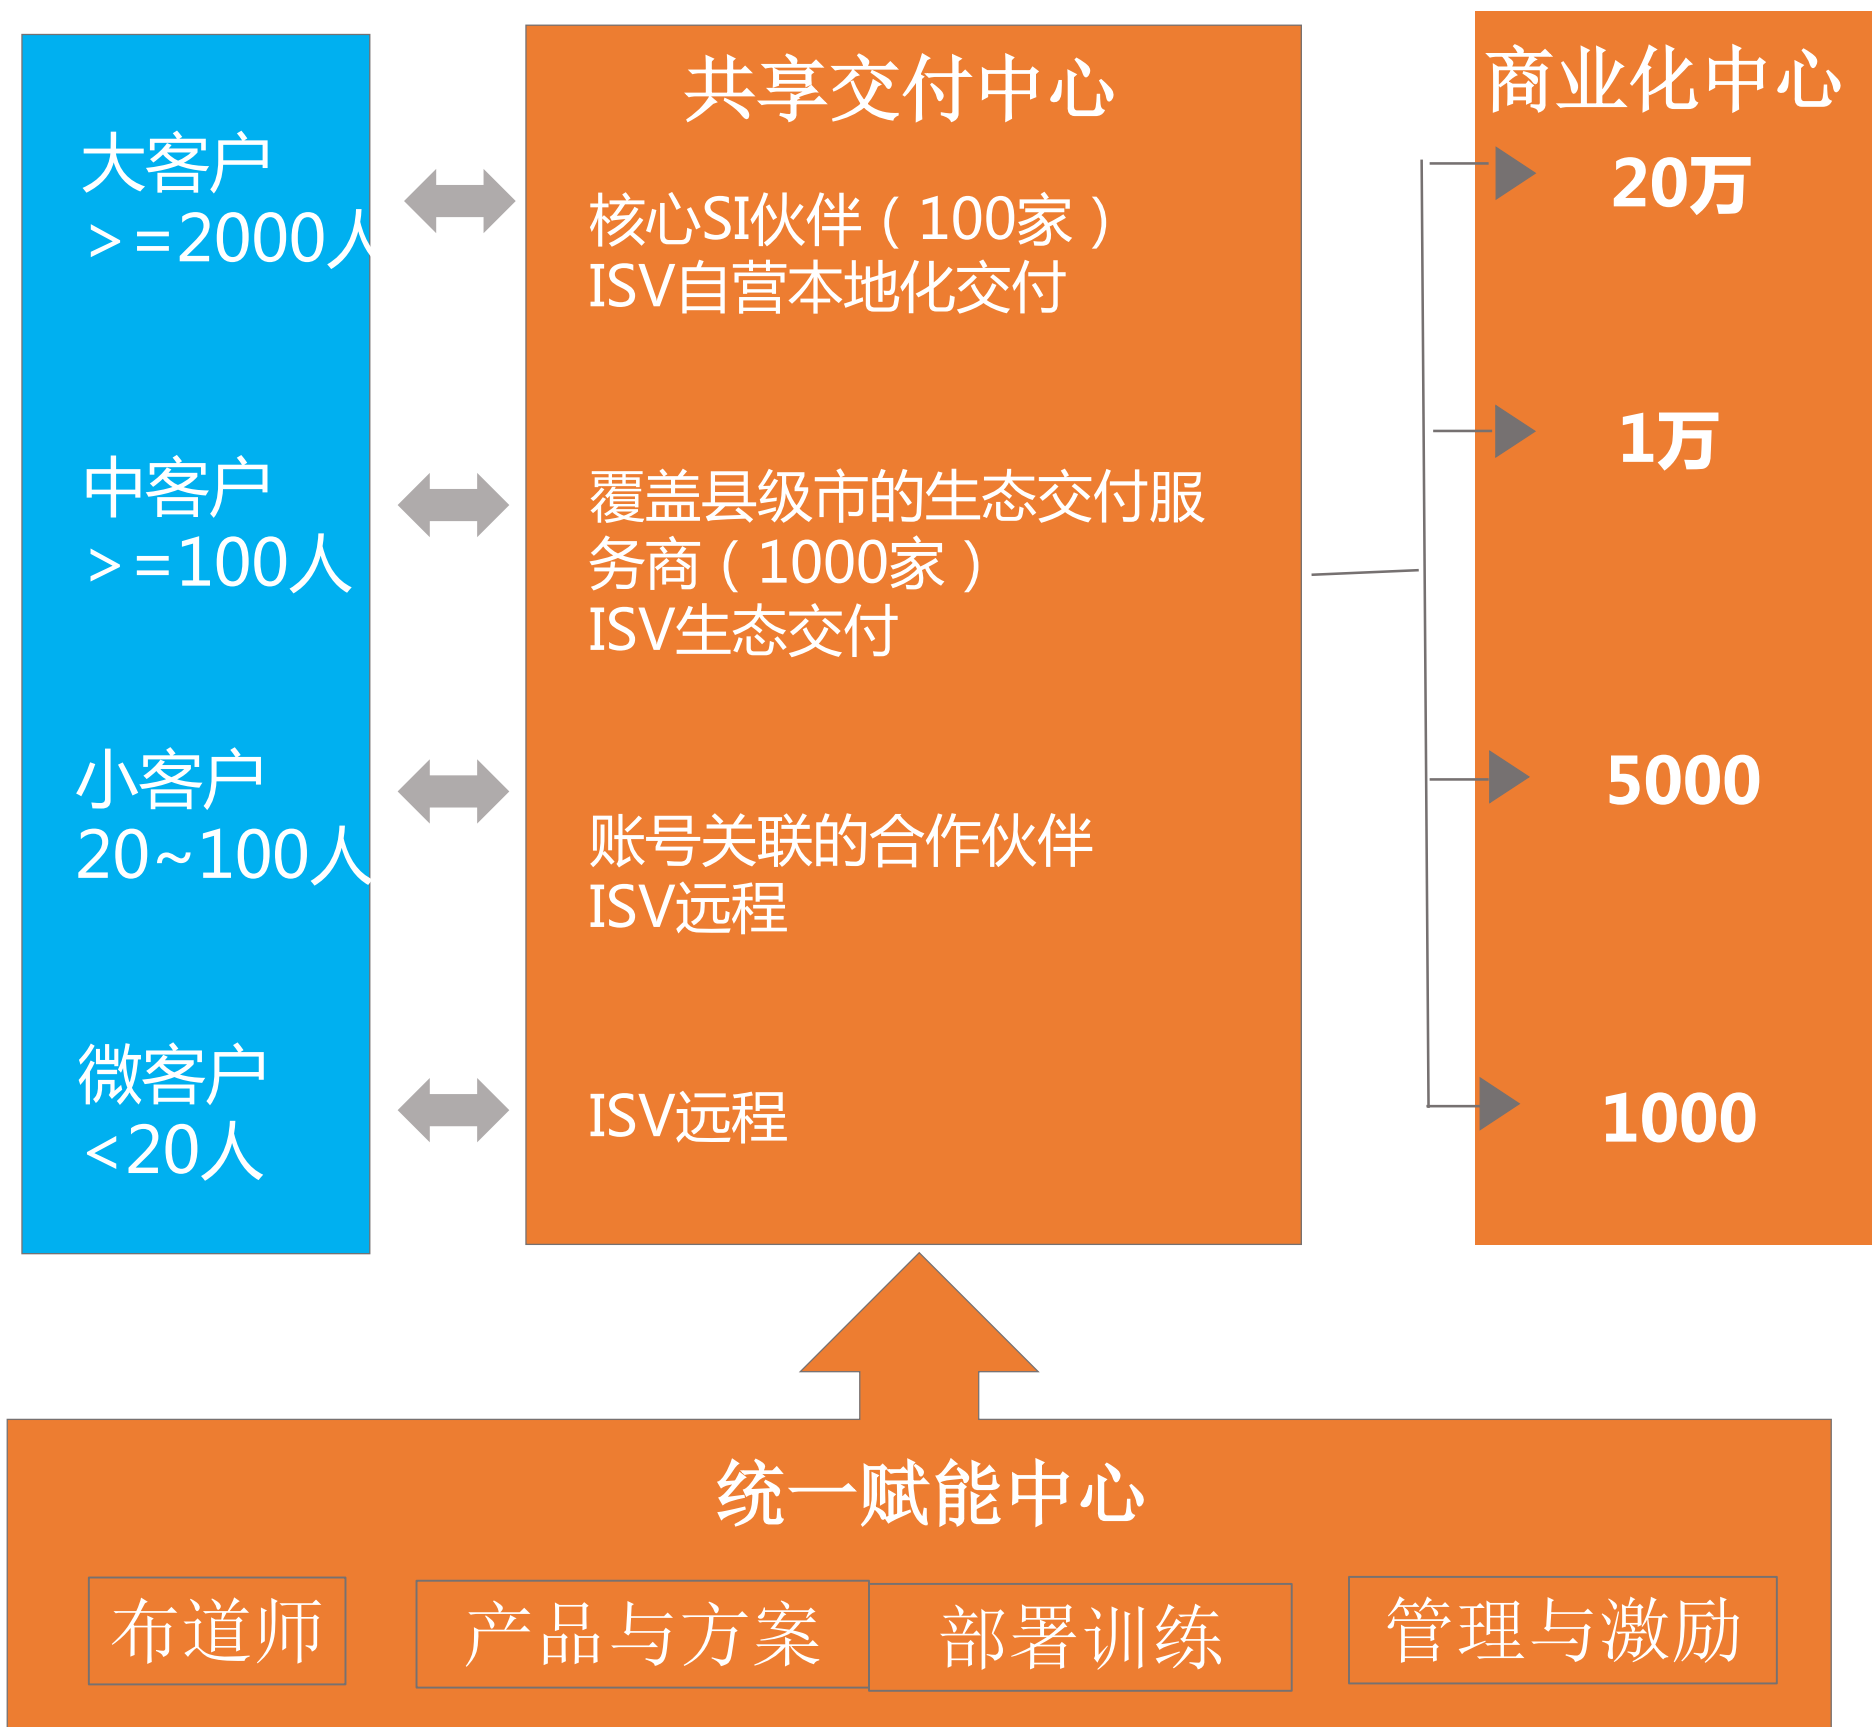 大客户
>=2000人
中客户
>=100人
小客户
20~100人
微客户
<20人
共享交付中心
核心SI伙伴（100家）
ISV自营本地化交付
覆盖县级市的生态交付服
务商（1000家）
ISV生态交付
账号关联的合作伙伴
ISV远程
ISV远程
商业化中心
20万
1万
5000
1000
统一赋能中心
布道师
产品与方案
部署训练
管理与激励